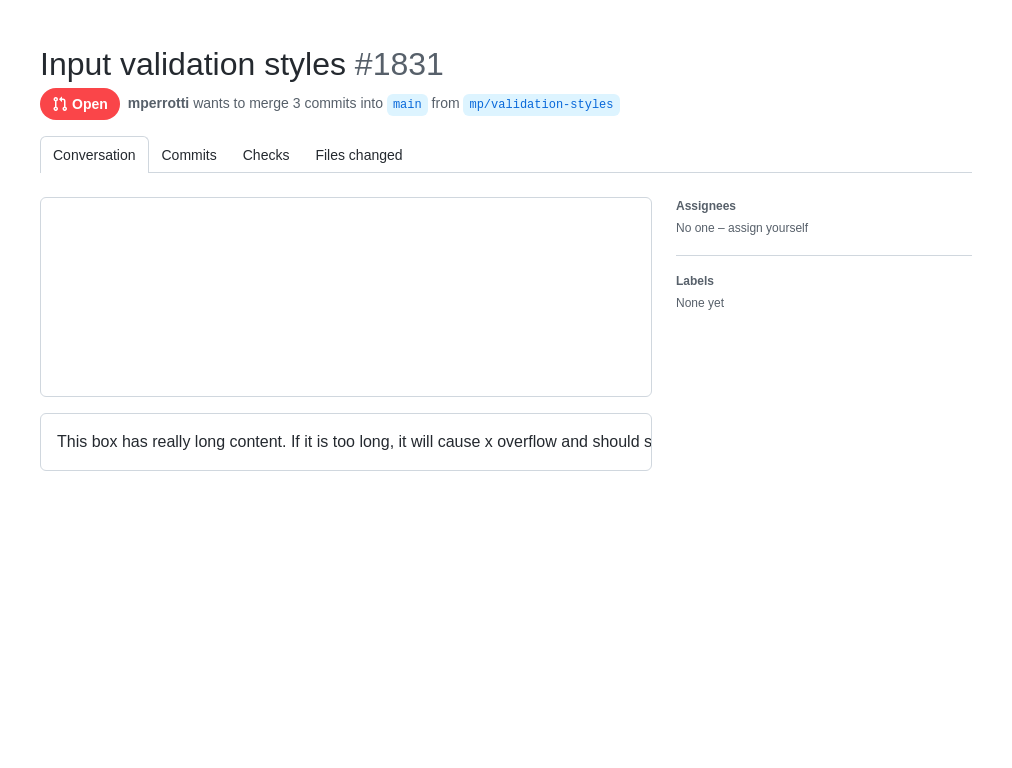 Input validation styles #1831
Open mperrotti wants to merge 3 commits into main from mp/validation-styles
Conversation Commits Checks Files changed
Assignees
No one – assign yourself
Labels
None yet
This box has really long content. If it is too long, it will cause x overflow and should s